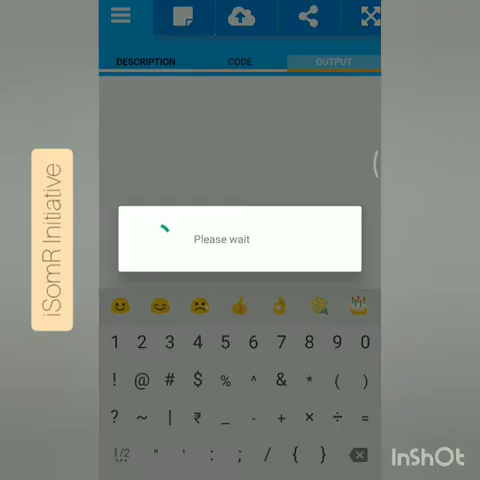 DESCRIPTION CODE OUTPUT
iSomR Initiative
Please wait
1 2 3 4 5 6 7 8 9 0
! @ # $ % ^ & * ( )
? ~ | ₹ _ - + × ÷ =
1/2 " ' : ; / { }
InShOt